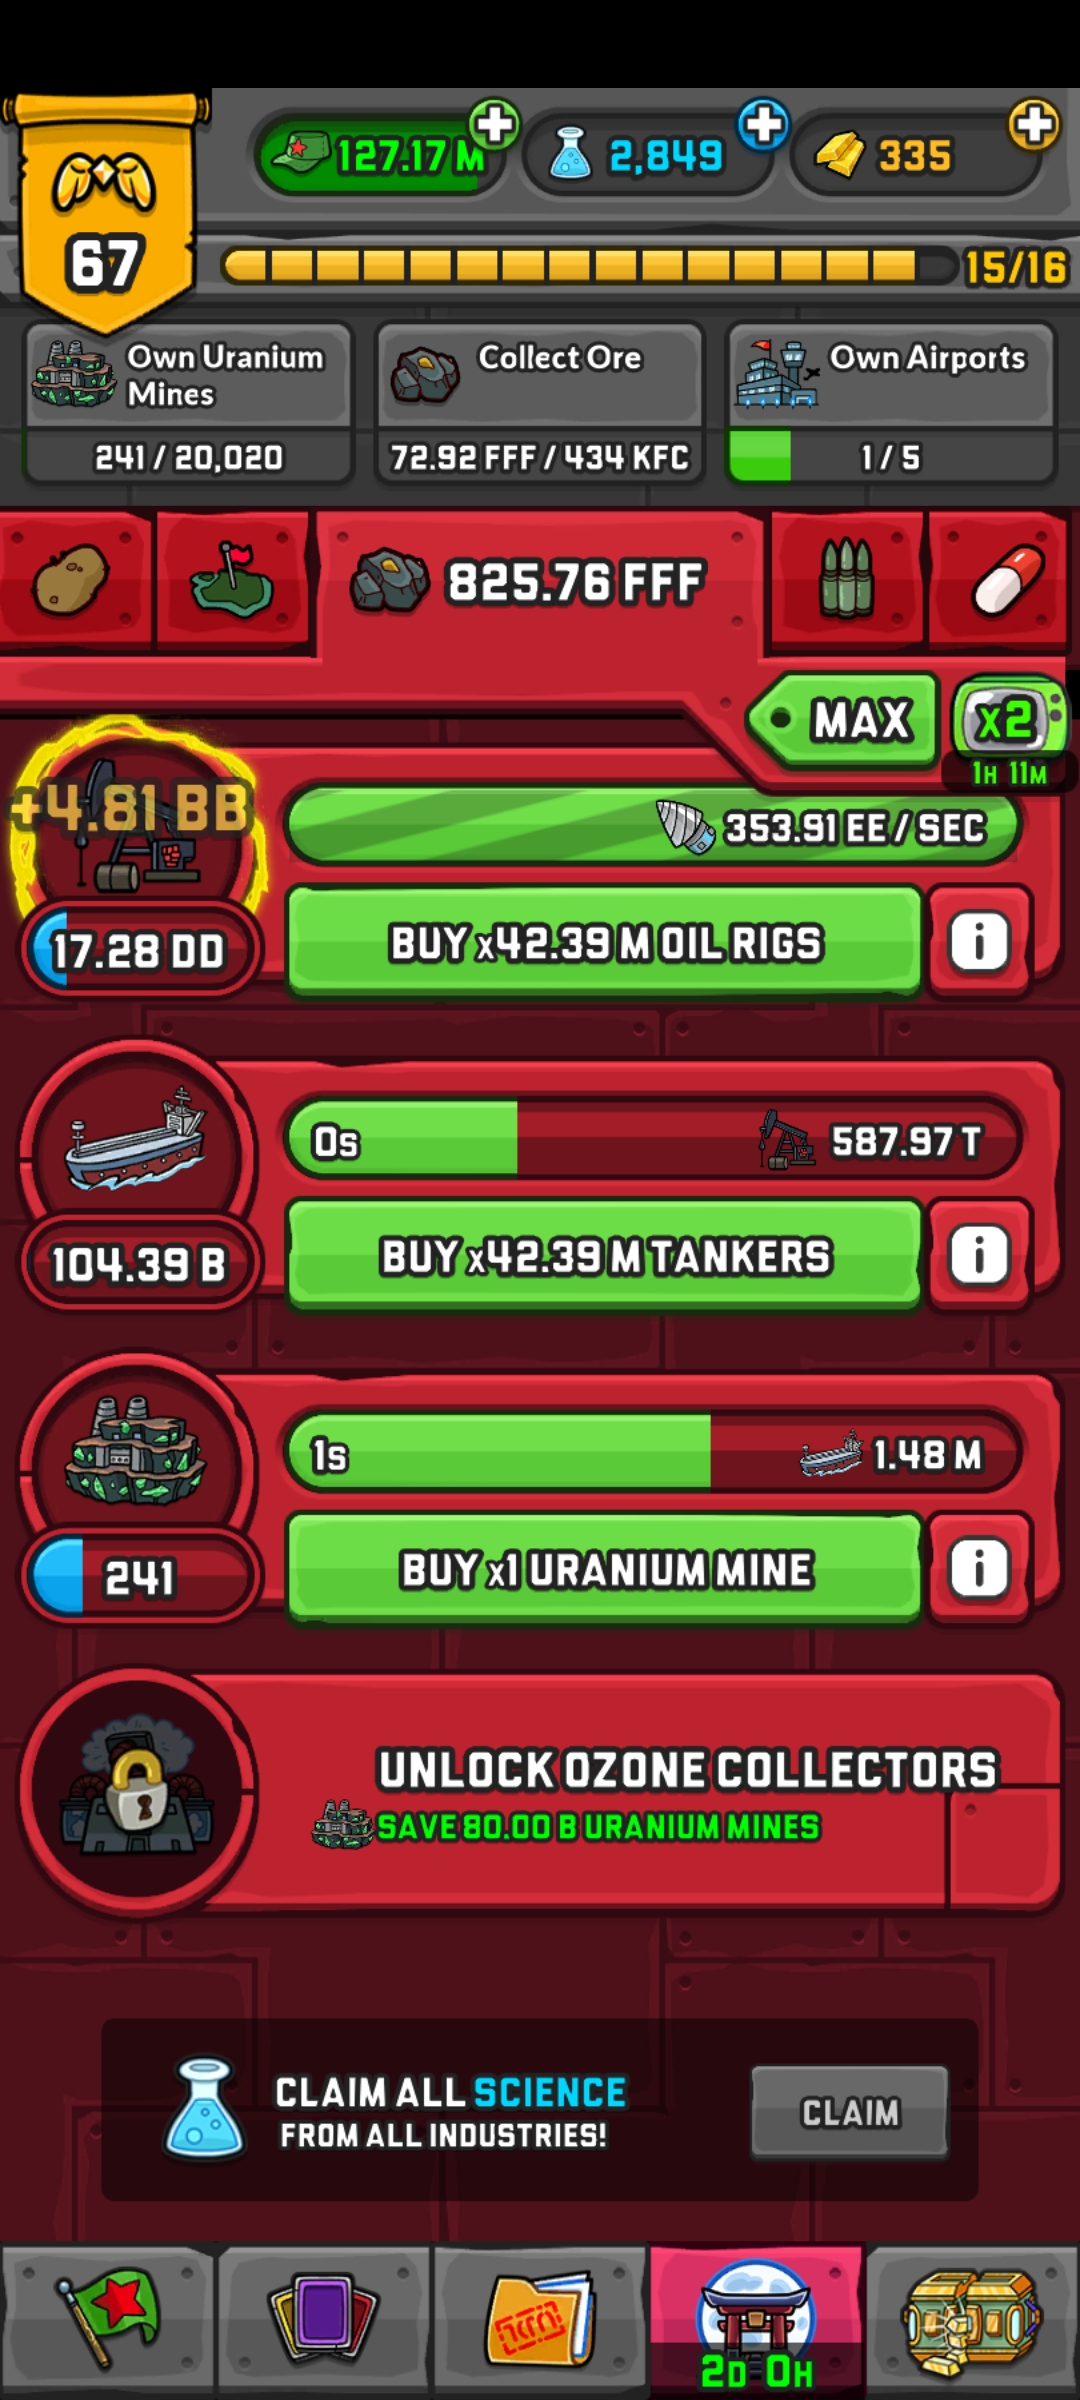 127.17 M
2,849
335
67
15/16
Own Uranium
Mines
241 / 20,020
Collect Ore
72.92 FFF / 434 KFC
Own Airports
1 / 5
825.76 FFF
MAX
x2
1H 11M
+4.81 BB
353.91 EE / SEC
17.28 DD
BUY x42.39 M OIL RIGS
i
0s
587.97 T
104.39 B
BUY x42.39 M TANKERS
i
1s
1.48 M
241
BUY x1 URANIUM MINE
i
UNLOCK OZONE COLLECTORS
SAVE 80.00 B URANIUM MINES
CLAIM ALL SCIENCE
FROM ALL INDUSTRIES!
CLAIM
2D 0H